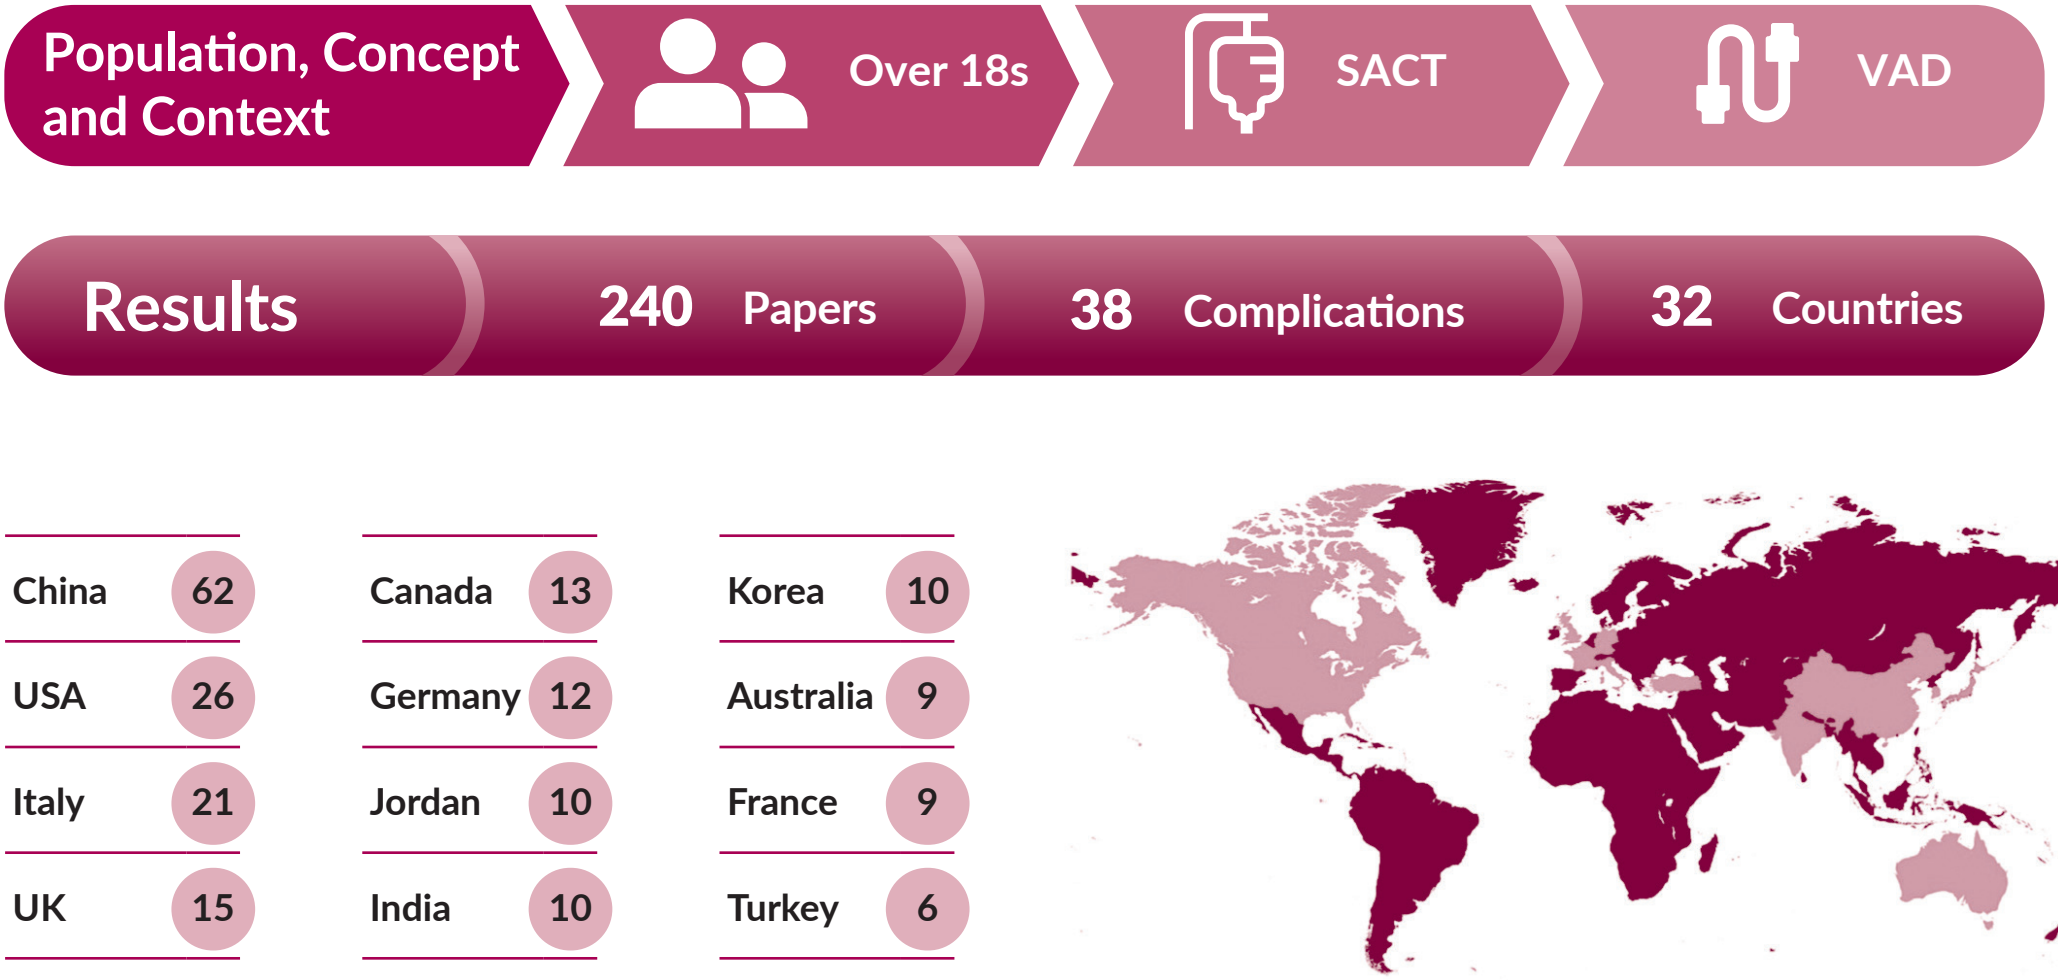 Population, Concept
and Context
Over 18s
SACT
VAD
Results
240 Papers
38 Complications
32 Countries
China 62
USA 26
Italy 21
UK 15
Canada 13
Germany 12
Jordan 10
India 10
Korea 10
Australia 9
France 9
Turkey 6